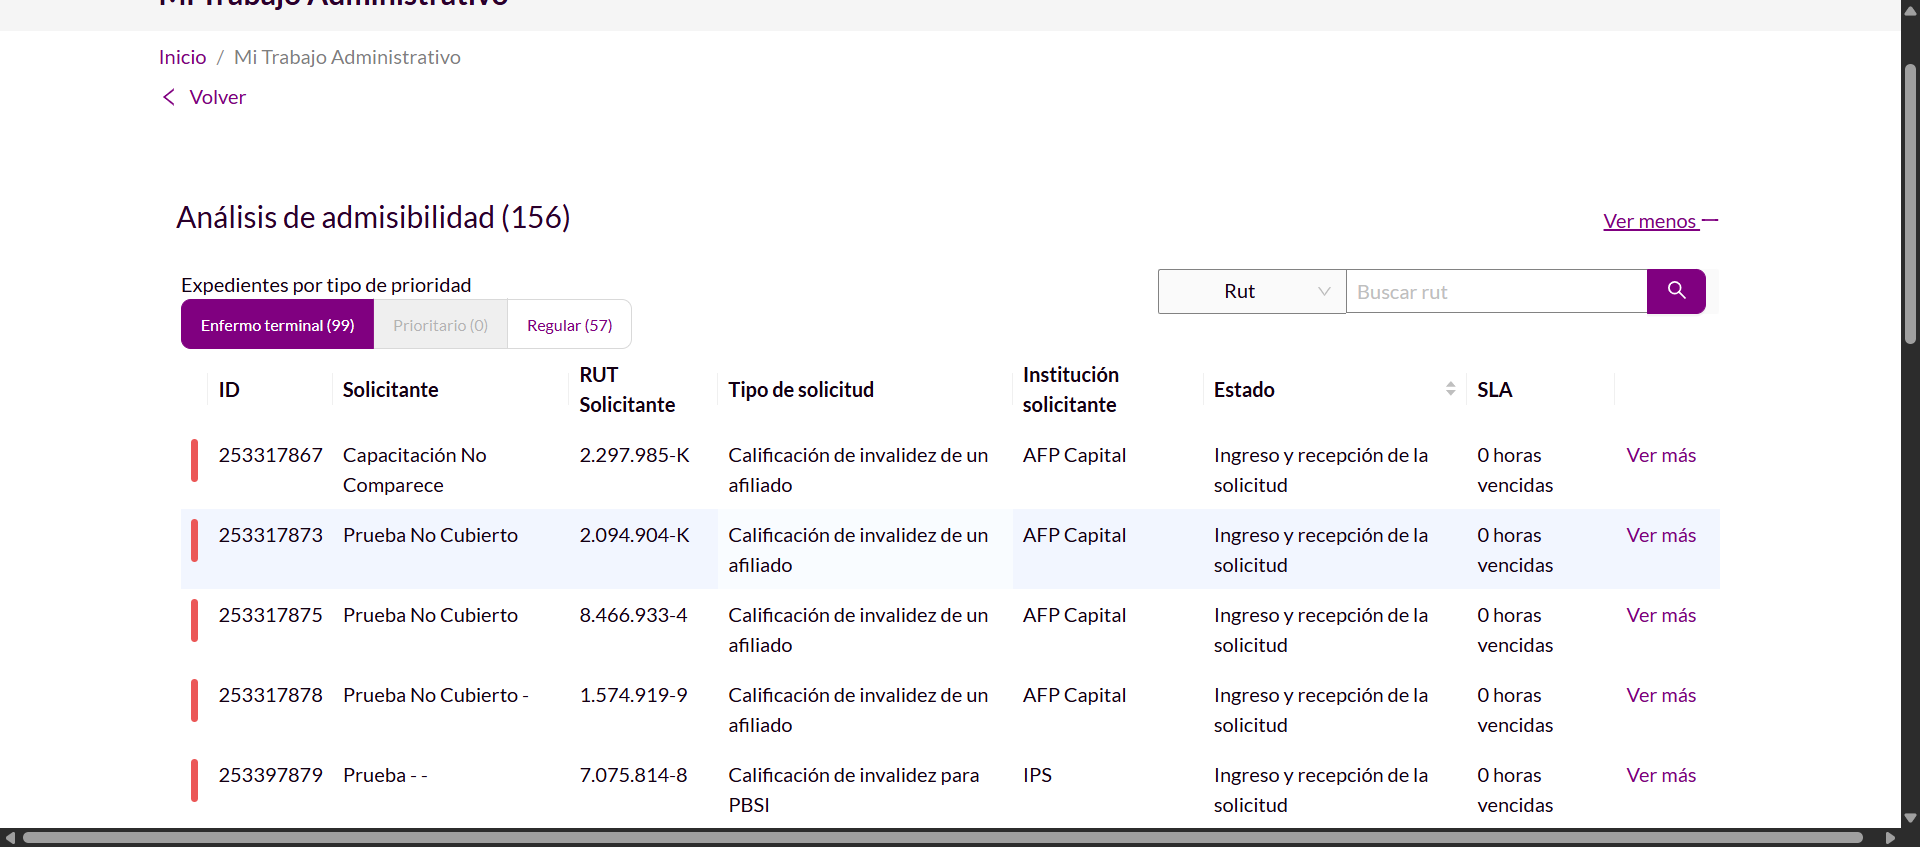 Mi Trabajo Administrativo
Inicio / Mi Trabajo Administrativo
Volver
Análisis de admisibilidad (156)
Ver menos
Expedientes por tipo de prioridad
Enfermo terminal (99) Prioritario (0) Regular (57)
Rut Buscar rut
ID Solicitante RUT Solicitante Tipo de solicitud Institución solicitante Estado SLA
253317867 Capacitación No 2.297.985-K Calificación de invalidez de un AFP Capital Ingreso y recepción de la 0 horas Ver más
Comparece afiliado solicitud vencidas
253317873 Prueba No Cubierto 2.094.904-K Calificación de invalidez de un AFP Capital Ingreso y recepción de la 0 horas Ver más
afiliado solicitud vencidas
253317875 Prueba No Cubierto 8.466.933-4 Calificación de invalidez de un AFP Capital Ingreso y recepción de la 0 horas Ver más
afiliado solicitud vencidas
253317878 Prueba No Cubierto - 1.574.919-9 Calificación de invalidez de un AFP Capital Ingreso y recepción de la 0 horas Ver más
afiliado solicitud vencidas
253397879 Prueba - - 7.075.814-8 Calificación de invalidez para IPS Ingreso y recepción de la 0 horas Ver más
PBSI solicitud vencidas